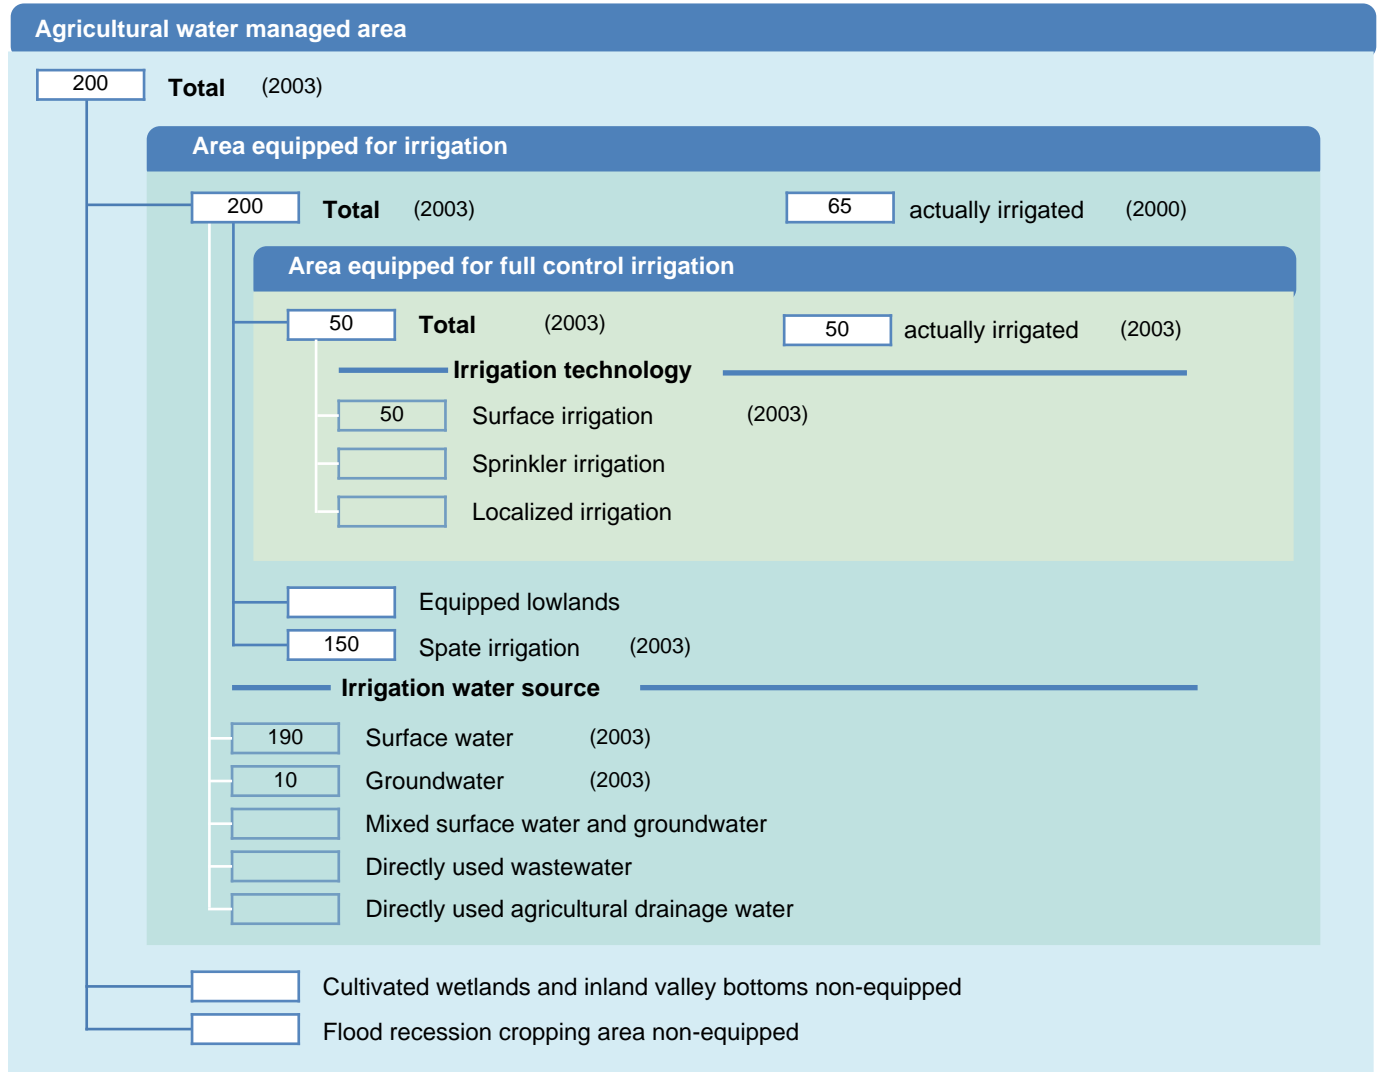 Agricultural water managed area
200 Total (2003)
Area equipped for irrigation
200 Total (2003) 65 actually irrigated (2000)
Area equipped for full control irrigation
50 Total (2003) 50 actually irrigated (2003)
Irrigation technology
50 Surface irrigation (2003)
Sprinkler irrigation
Localized irrigation
Equipped lowlands
150 Spate irrigation (2003)
Irrigation water source
190 Surface water (2003)
10 Groundwater (2003)
Mixed surface water and groundwater
Directly used wastewater
Directly used agricultural drainage water
Cultivated wetlands and inland valley bottoms non-equipped
Flood recession cropping area non-equipped